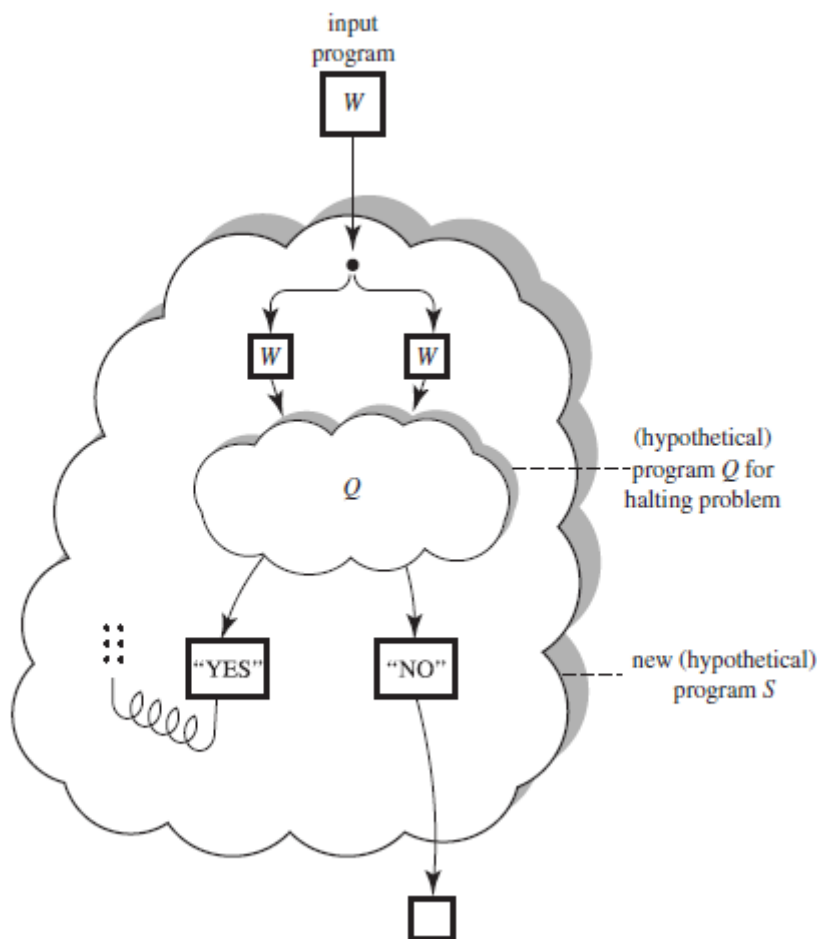 input
program
W
W
W
(hypothetical)
program Q for
halting problem
Q
"YES"
"NO"
new (hypothetical)
program S